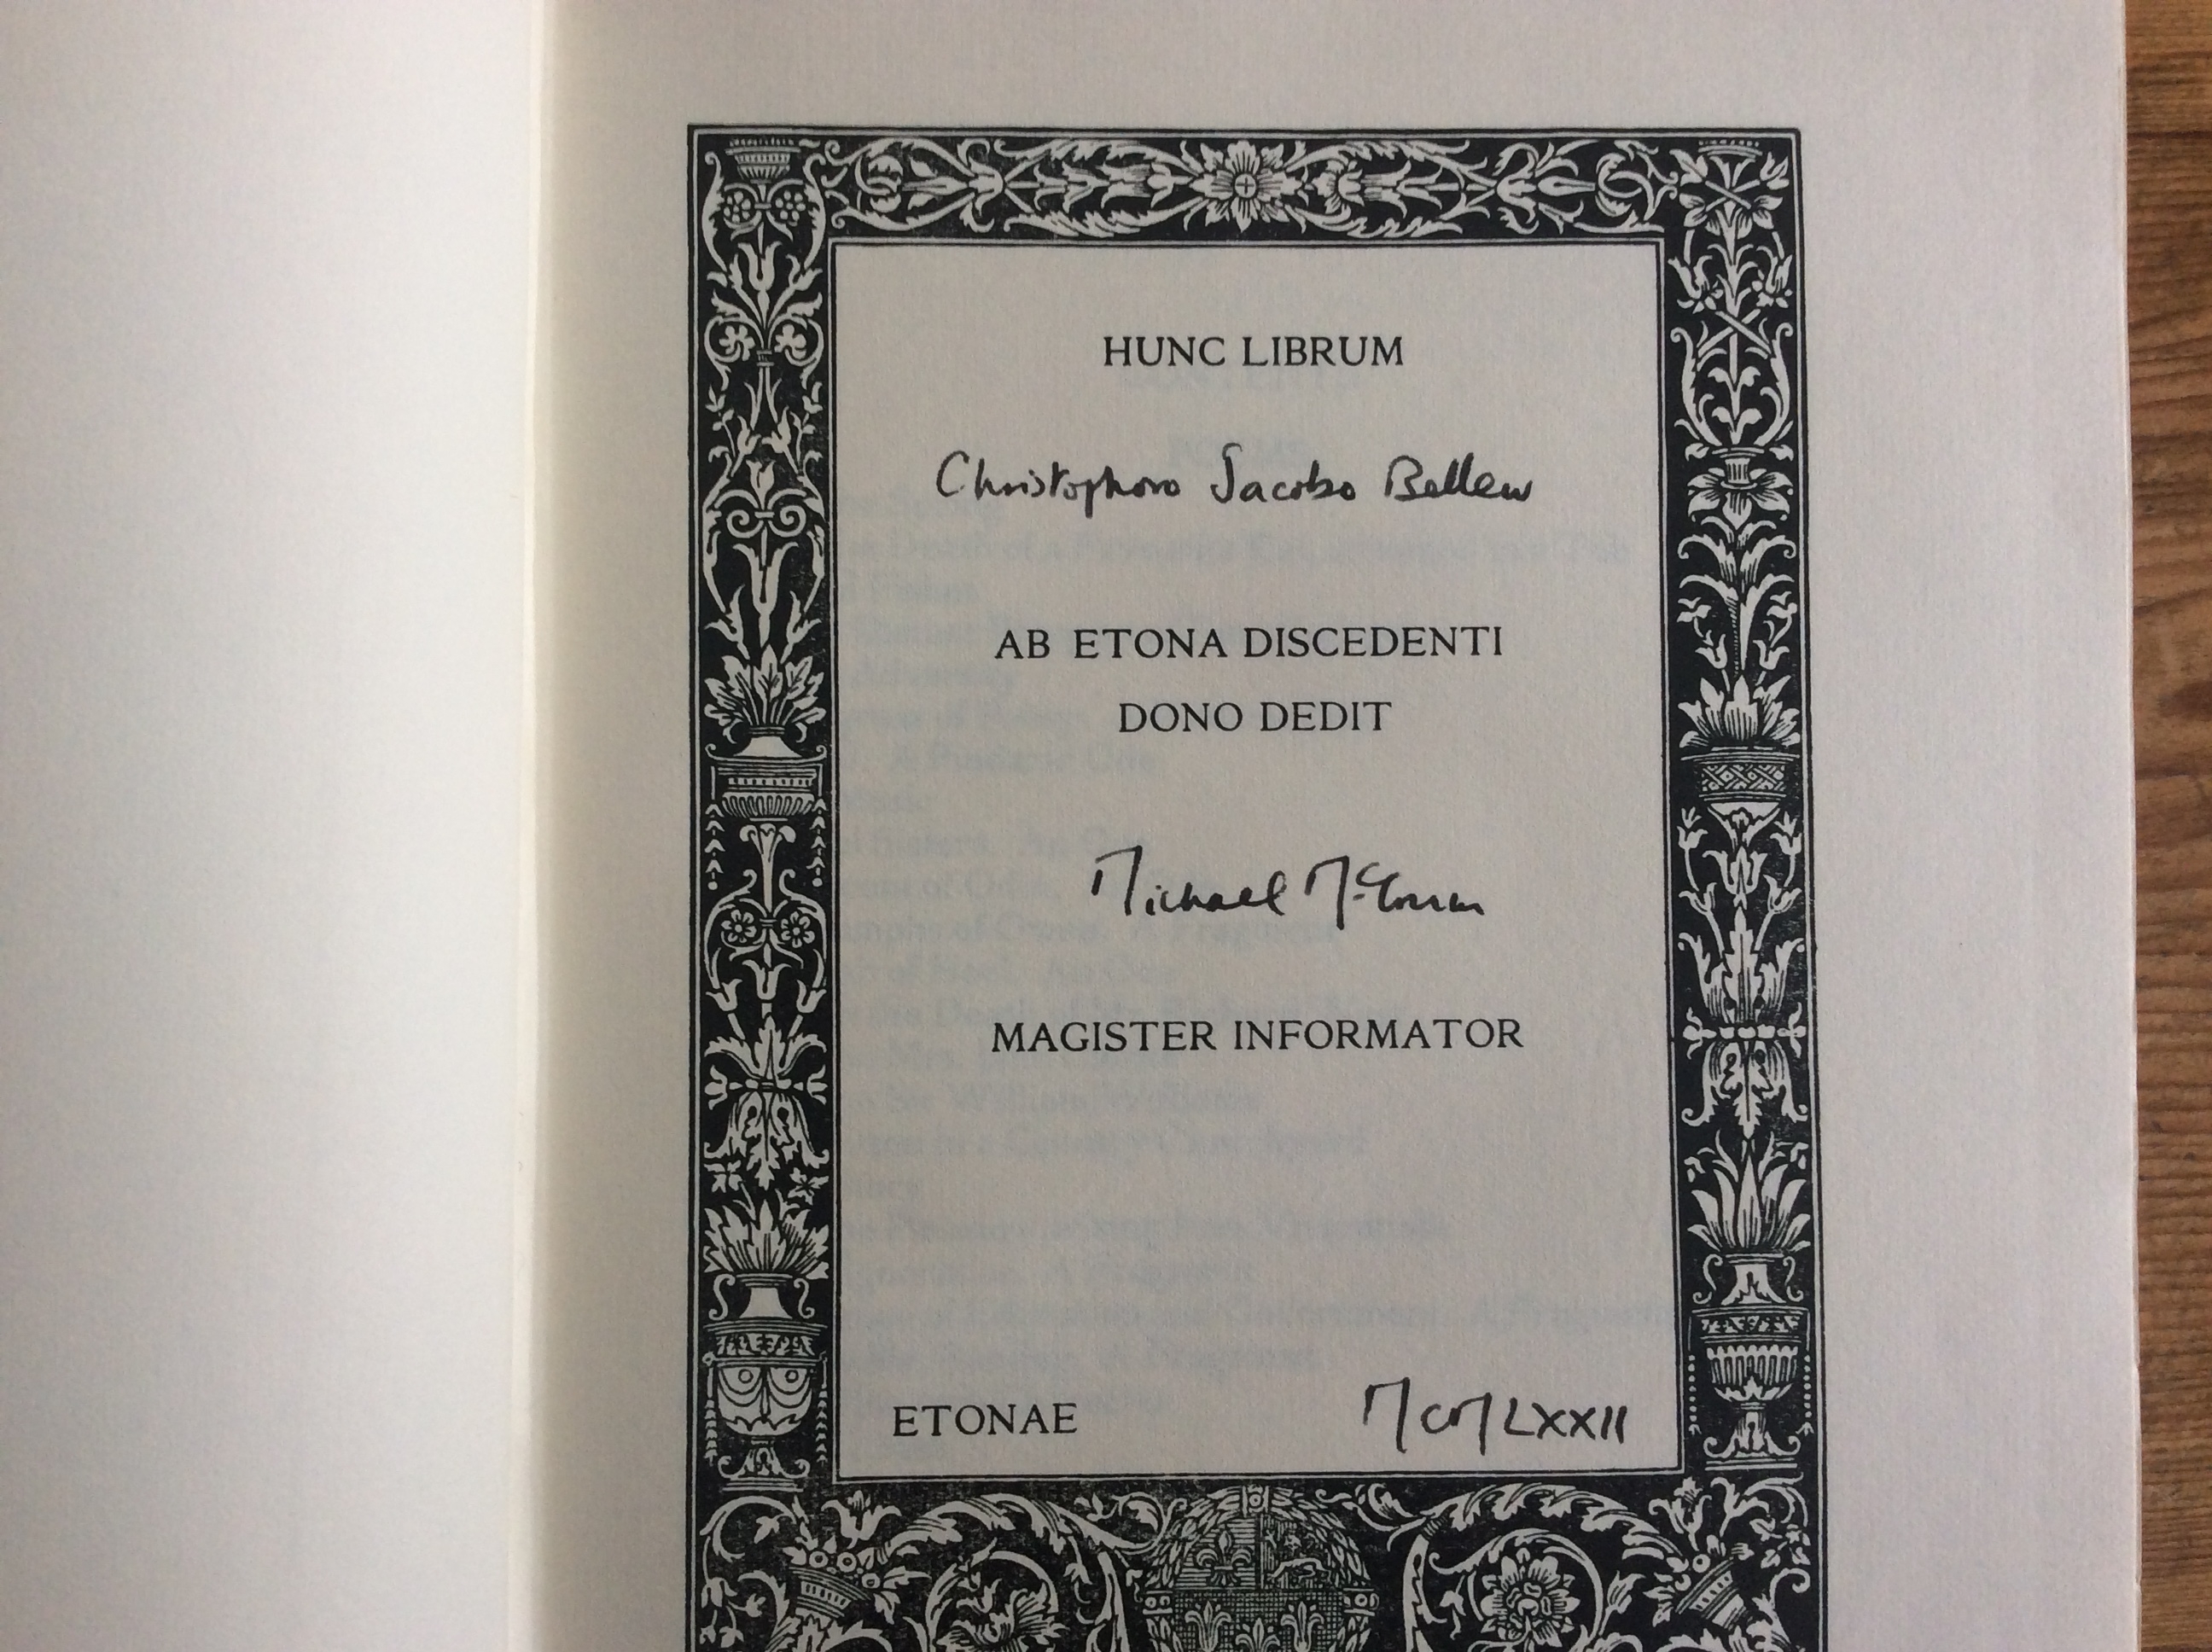 HUNC LIBRUM
Christophoro Jacobo Bellew
AB ETONA DISCEDENTI
DONO DEDIT
Michael McCrum
MAGISTER INFORMATOR
ETONAE MCMLXXII